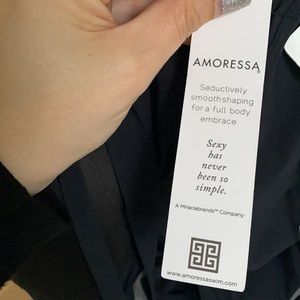 AMORESSA
Seductively
smooth shaping
for a full body
embrace.
Sexy
has
never
been so
simple.
A Miraclebrands™ Company
www.amoressaswim.com